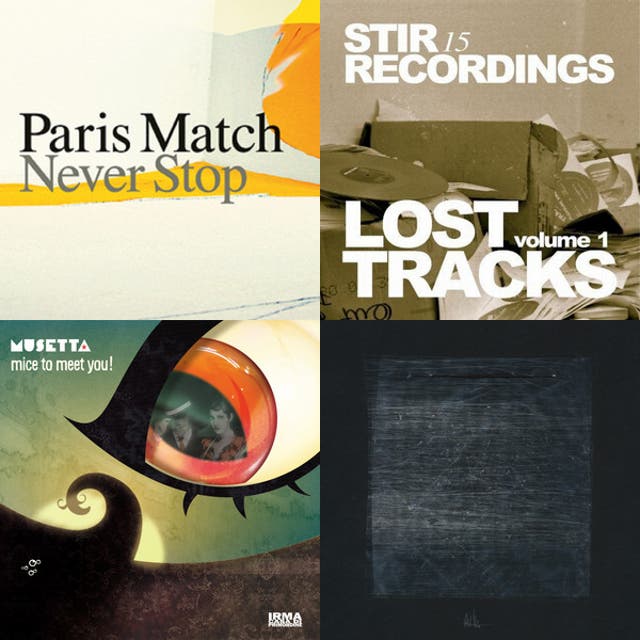 Paris Match
Never Stop
STIR 15
RECORDINGS
LOST
volume 1
TRACKS
MUSETTA
mice to meet you!
IRMA